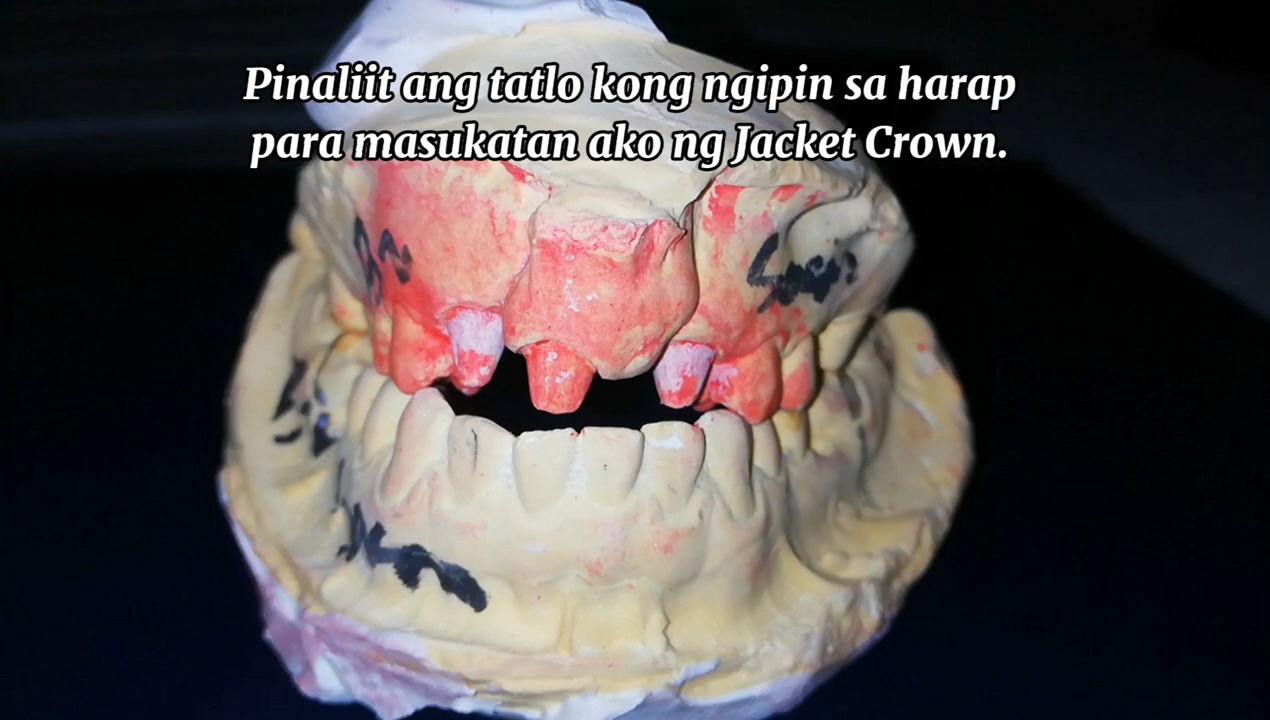 Pinaliit ang tatlo kong ngipin sa harap
para masukatan ako ng Jacket Crown.